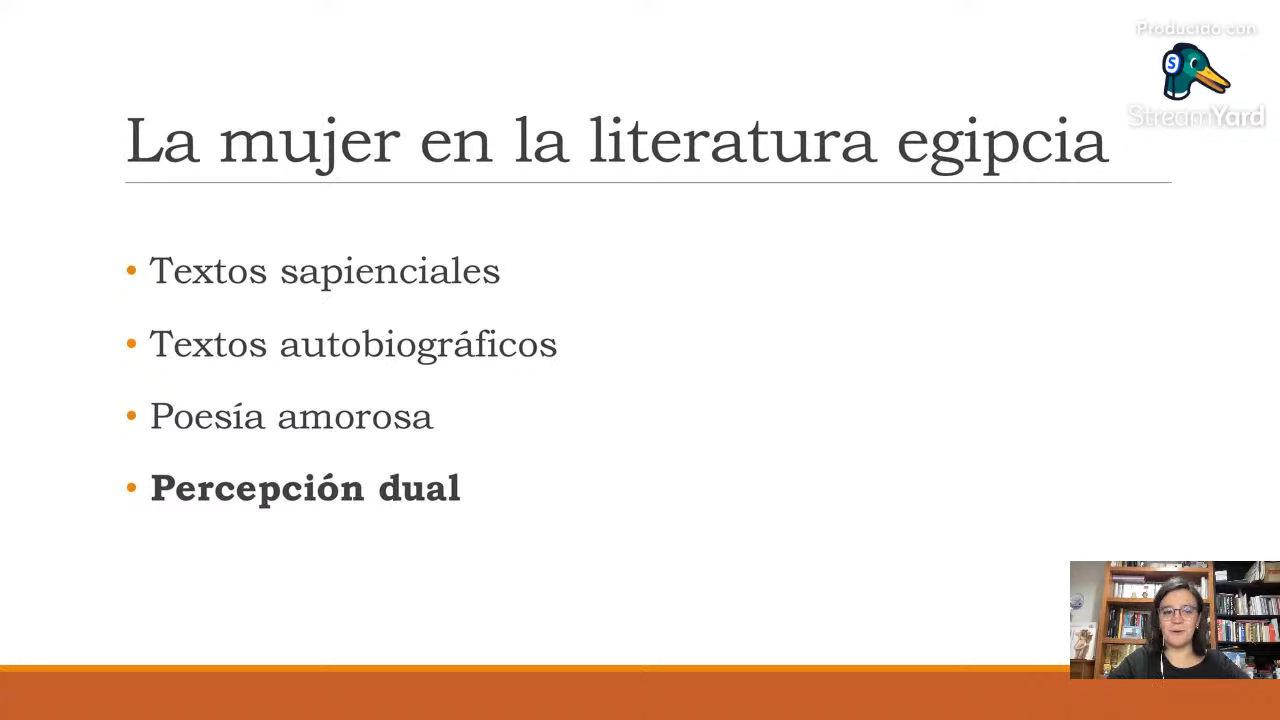 Producido con
S
StreamYard
La mujer en la literatura egipcia
• Textos sapienciales
• Textos autobiográficos
• Poesía amorosa
• Percepción dual